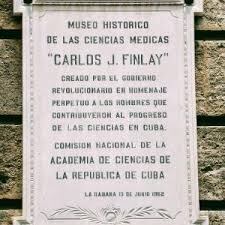 MUSEO HISTORICO
DE LAS CIENCIAS MEDICAS
"CARLOS J. FINLAY"
CREADO POR EL GOBIERNO
REVOLUCIONARIO EN HOMENAJE
PERPETUO A LOS HOMBRES QUE
CONTRIBUYERON AL PROGRESO
DE LAS CIENCIAS EN CUBA.
COMISION NACIONAL DE LA
ACADEMIA DE CIENCIAS DE
LA REPUBLICA DE CUBA
LA HABANA 13 DE JUNIO 1962